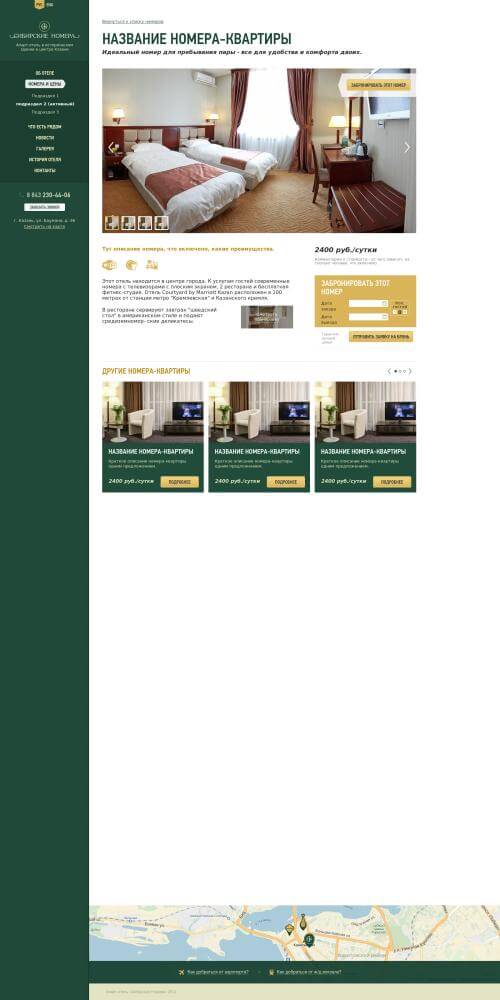 РУС ENG
СИБИРСКИЕ НОМЕРА
Апарт-отель в историческом
здании в центре Казани
ОБ ОТЕЛЕ
НОМЕРА И ЦЕНЫ
Подраздел 1
подраздел 2 (активный)
Подраздел 3
ЧТО ЕСТЬ РЯДОМ
НОВОСТИ
ГАЛЕРЕЯ
ИСТОРИЯ ОТЕЛЯ
КОНТАКТЫ
8 843 230-44-06
ЗАКАЗАТЬ ЗВОНОК
г. Казань, ул. Баумана, д. 36
Смотреть на карте
Вернуться к списку номеров
НАЗВАНИЕ НОМЕРА-КВАРТИРЫ
Идеальный номер для пребывания пары - все для удобства и комфорта двоих.
ЗАБРОНИРОВАТЬ ЭТОТ НОМЕР
Тут описание номера, что включено, какие преимущества.
Этот отель находится в центре города. К услугам гостей современные
номера с телевизорами с плоским экраном, 2 ресторана и бесплатная
фитнес-студия. Отель Courtyard by Marriott Kazan расположен в 200
метрах от станции метро "Кремлевская" и Казанского кремля.
В ресторане сервируют завтрак "шведский
стол" в американском стиле и подают
средиземномор- ские деликатесы.
2400 руб./сутки
ЗАБРОНИРОВАТЬ ЭТОТ
НОМЕР
Дата
заезда
Дата
выезда
гостей
Гарантия
лучшей
цены!
ОТПРАВИТЬ ЗАЯВКУ НА БРОНЬ
ДРУГИЕ НОМЕРА-КВАРТИРЫ
НАЗВАНИЕ НОМЕРА-КВАРТИРЫ
Краткое описание номера-квартиры
одним предложением.
2400 руб./сутки ПОДРОБНЕЕ
НАЗВАНИЕ НОМЕРА-КВАРТИРЫ
Краткое описание номера-квартиры
одним предложением.
2400 руб./сутки ПОДРОБНЕЕ
НАЗВАНИЕ НОМЕРА-КВАРТИРЫ
Краткое описание номера-квартиры
одним предложением.
2400 руб./сутки ПОДРОБНЕЕ
Как добраться от аэропорта?
Как добраться от ж/д вокзала?